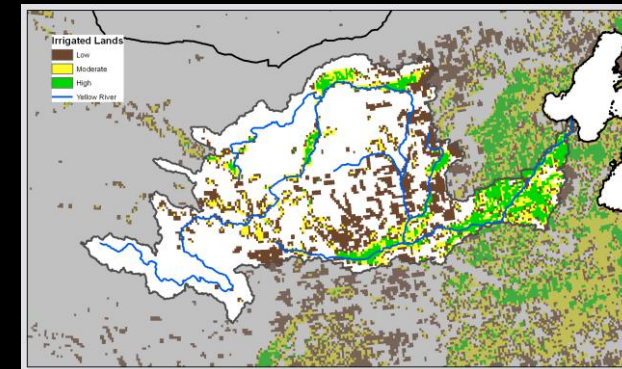 Irrigated Lands
Low
Moderate
High
Yellow River